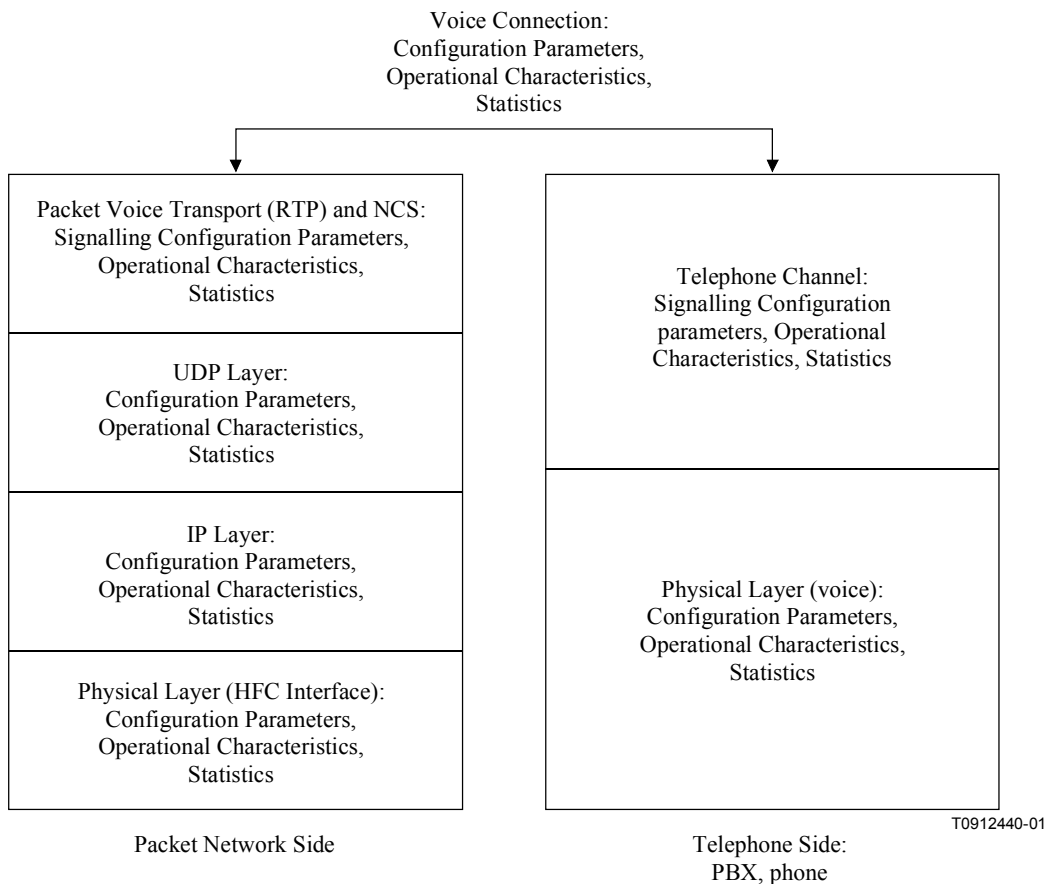 Voice Connection:
Configuration Parameters,
Operational Characteristics,
Statistics
Packet Voice Transport (RTP) and NCS:
Signalling Configuration Parameters,
Operational Characteristics,
Statistics
UDP Layer:
Configuration Parameters,
Operational Characteristics,
Statistics
IP Layer:
Configuration Parameters,
Operational Characteristics,
Statistics
Physical Layer (HFC Interface):
Configuration Parameters,
Operational Characteristics,
Statistics
Packet Network Side
Telephone Channel:
Signalling Configuration
parameters, Operational
Characteristics, Statistics
Physical Layer (voice):
Configuration Parameters,
Operational Characteristics,
Statistics
T0912440-01
Telephone Side:
PBX, phone